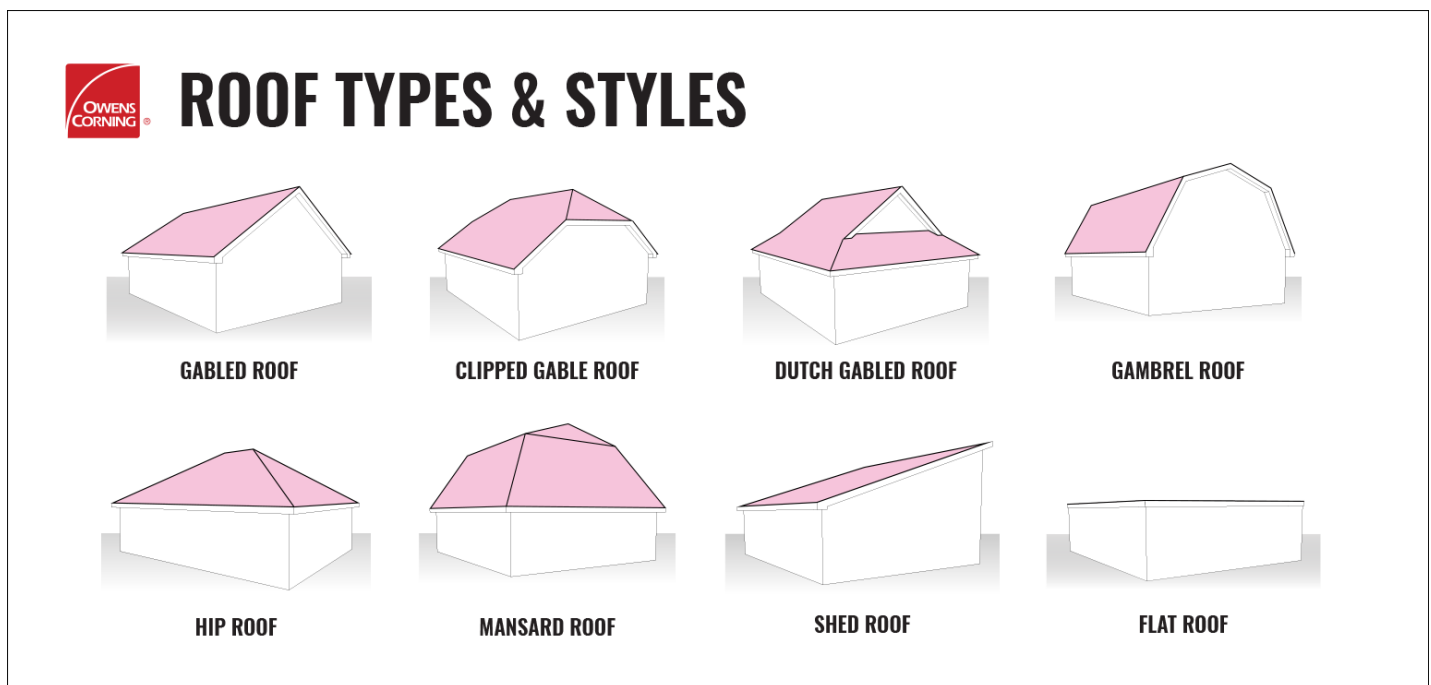 OWENS
CORNING ®
ROOF TYPES & STYLES
GABLED ROOF
CLIPPED GABLE ROOF
DUTCH GABLED ROOF
GAMBREL ROOF
HIP ROOF
MANSARD ROOF
SHED ROOF
FLAT ROOF